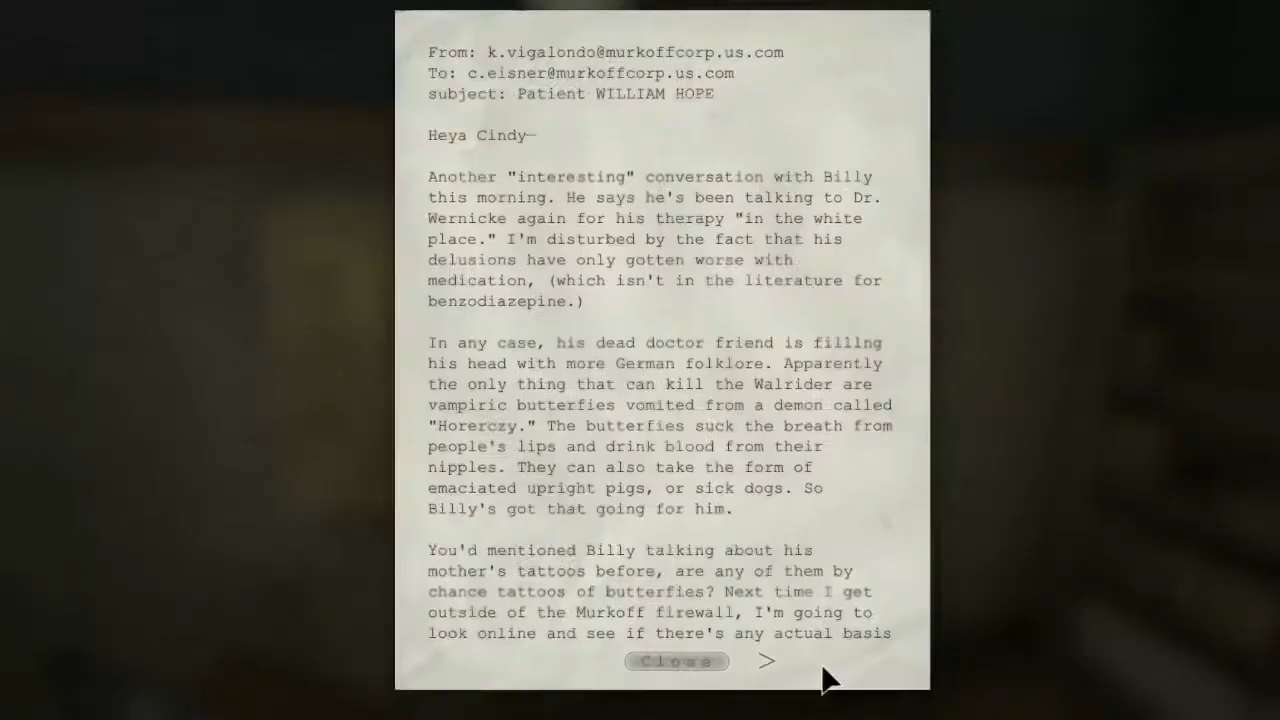 From: k.vigalondo@murkoffcorp.us.com
To: c.eisner@murkoffcorp.us.com
subject: Patient WILLIAM HOPE
Heya Cindy—
Another "interesting" conversation with Billy
this morning. He says he's been talking to Dr.
Wernicke again for his therapy "in the white
place." I'm disturbed by the fact that his
delusions have only gotten worse with
medication, (which isn't in the literature for
benzodiazepine.)
In any case, his dead doctor friend is filling
his head with more German folklore. Apparently
the only thing that can kill the Walrider are
vampiric butterfies vomited from a demon called
"Horerczy." The butterfies suck the breath from
people's lips and drink blood from their
nipples. They can also take the form of
emaciated upright pigs, or sick dogs. So
Billy's got that going for him.
You'd mentioned Billy talking about his
mother's tattoos before, are any of them by
chance tattoos of butterfies? Next time I get
outside of the Murkoff firewall, I'm going to
look online and see if there's any actual basis
Close >